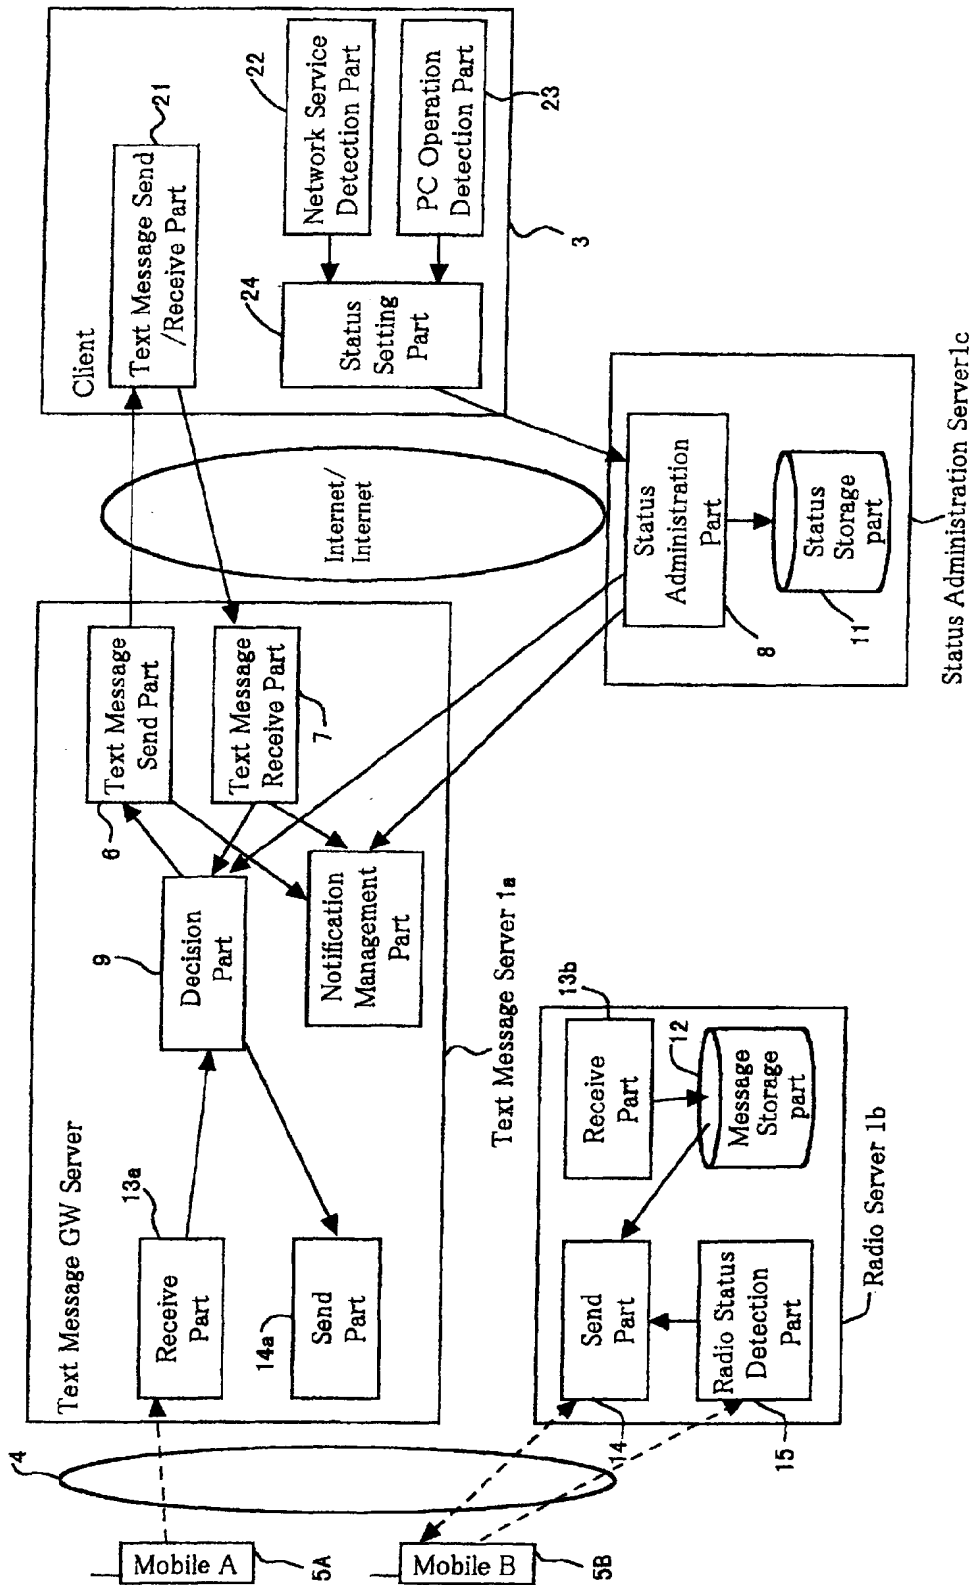 4
Mobile A
5A
Mobile B
5B
Text Message GW Server
Receive
Part
13a
Send
Part
14a
Decision
Part
9
Text Message
Send Part
6
Text Message
Receive Part
7
Notification
Management
Part
Text Message Server 1a
Internet/
Internet
Client
Text Message Send
/Receive Part
21
Network Service
Detection Part
22
PC Operation
Detection Part
23
Status
Setting
Part
24
3
Send
Part
14
Radio Status
Detection
Part
15
Receive
Part
13b
Message
Storage
part
12
Radio Server 1b
Status
Administration
Part
8
Status
Storage
part
11
Status Administration Server1c